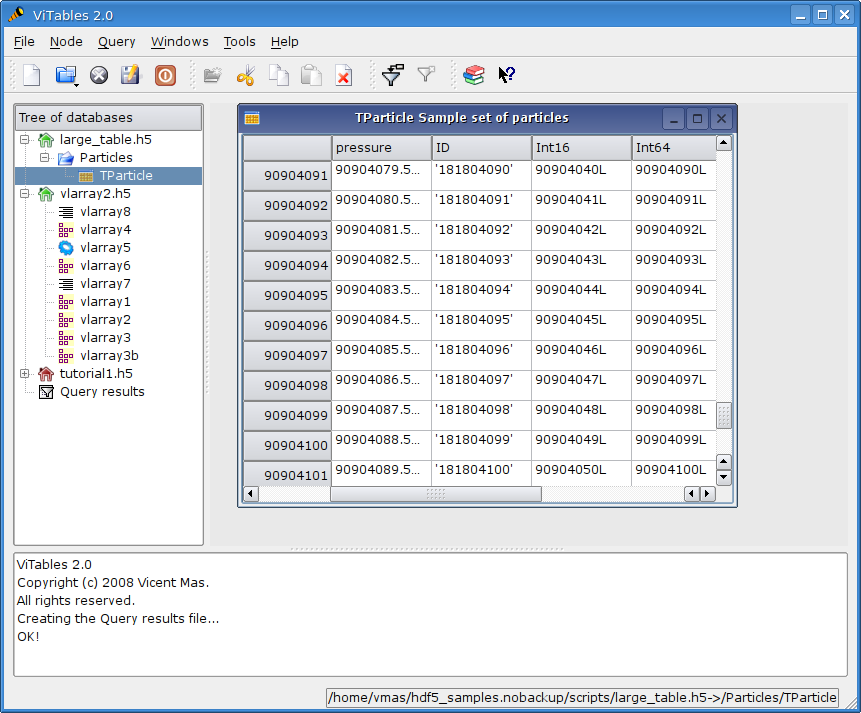 ViTables 2.0
File Node Query Windows Tools Help
Tree of databases
large_table.h5
Particles
TParticle
vlarray2.h5
vlarray8
vlarray4
vlarray5
vlarray6
vlarray7
vlarray1
vlarray2
vlarray3
vlarray3b
tutorial1.h5
Query results
TParticle Sample set of particles
pressure ID Int16 Int64
90904091 90904079.5... '181804090' 90904040L 90904090L
90904092 90904080.5... '181804091' 90904041L 90904091L
90904093 90904081.5... '181804092' 90904042L 90904092L
90904094 90904082.5... '181804093' 90904043L 90904093L
90904095 90904083.5... '181804094' 90904044L 90904094L
90904096 90904084.5... '181804095' 90904045L 90904095L
90904097 90904085.5... '181804096' 90904046L 90904096L
90904098 90904086.5... '181804097' 90904047L 90904097L
90904099 90904087.5... '181804098' 90904048L 90904098L
90904100 90904088.5... '181804099' 90904049L 90904099L
90904101 90904089.5... '181804100' 90904050L 90904100L
ViTables 2.0
Copyright (c) 2008 Vicent Mas.
All rights reserved.
Creating the Query results file...
OK!
/home/vmas/hdf5_samples.nobackup/scripts/large_table.h5->/Particles/TParticle